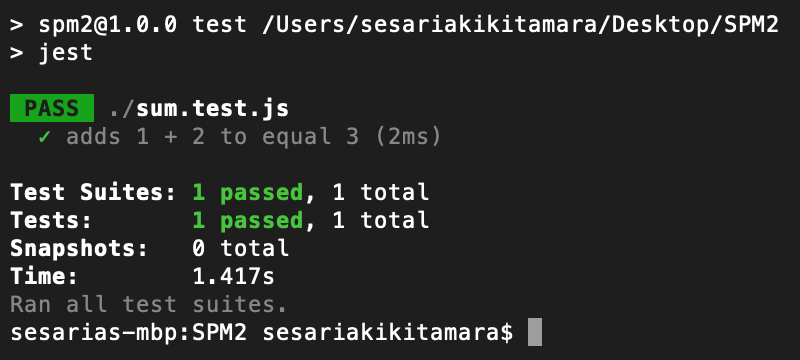 > spm2@1.0.0 test /Users/sesariakikitamara/Desktop/SPM2
> jest
PASS ./sum.test.js
✓ adds 1 + 2 to equal 3 (2ms)
Test Suites: 1 passed, 1 total
Tests: 1 passed, 1 total
Snapshots: 0 total
Time: 1.417s
Ran all test suites.
sesarias-mbp:SPM2 sesariakikitamara$